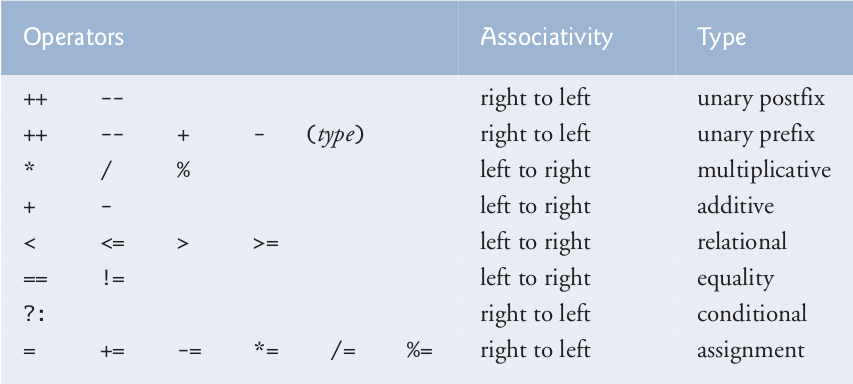 Operators Associativity Type
++ -- right to left unary postfix
++ -- + - (type) right to left unary prefix
* / % left to right multiplicative
+ - left to right additive
< <= > >= left to right relational
== != left to right equality
?: right to left conditional
= += -= *= /= %= right to left assignment